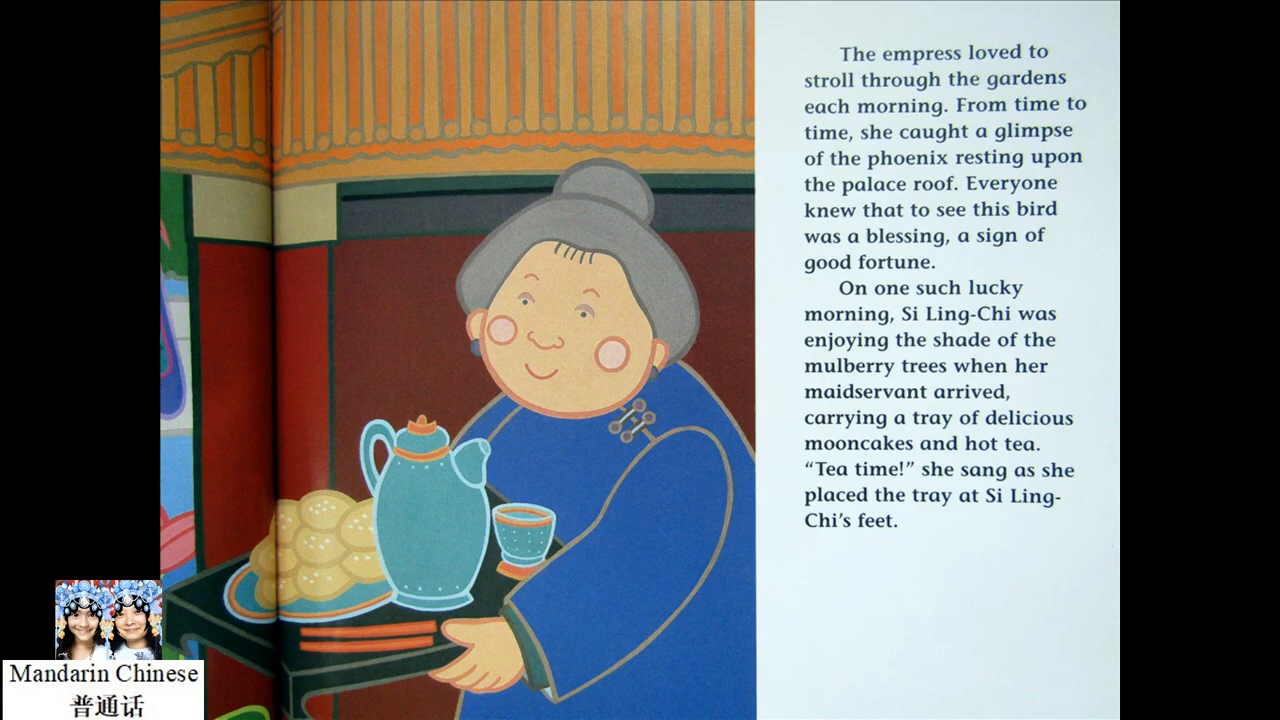 The empress loved to
stroll through the gardens
each morning. From time to
time, she caught a glimpse
of the phoenix resting upon
the palace roof. Everyone
knew that to see this bird
was a blessing, a sign of
good fortune.
On one such lucky
morning, Si Ling-Chi was
enjoying the shade of the
mulberry trees when her
maidservant arrived,
carrying a tray of delicious
mooncakes and hot tea.
“Tea time!” she sang as she
placed the tray at Si Ling-
Chi’s feet.
Mandarin Chinese
普通话